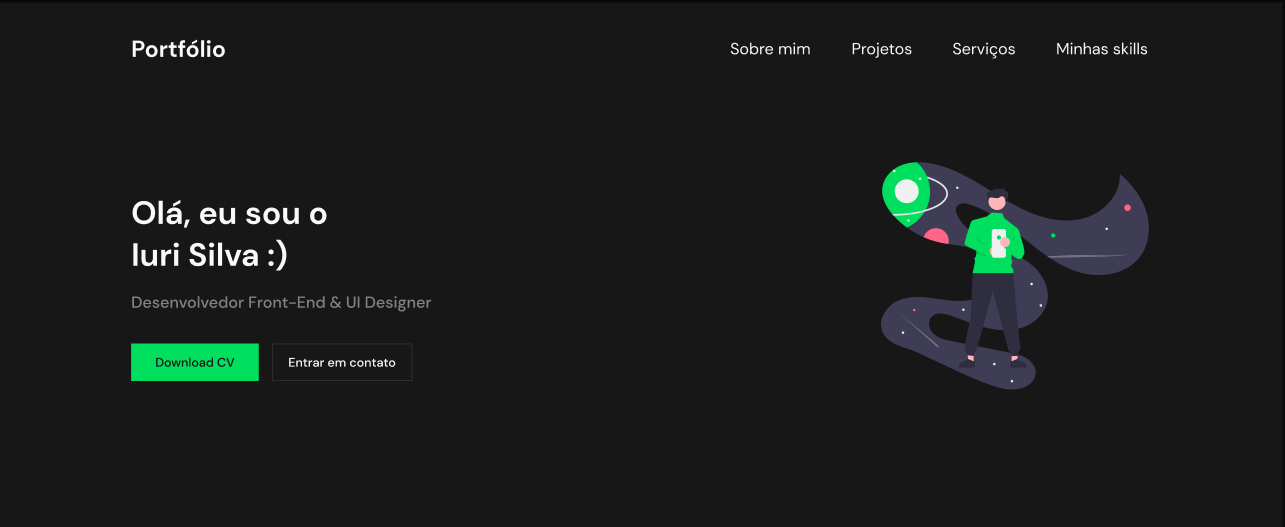 Portfólio
Sobre mim
Projetos
Serviços
Minhas skills
Olá, eu sou o
Iuri Silva :)
Desenvolvedor Front-End & UI Designer
Download CV
Entrar em contato